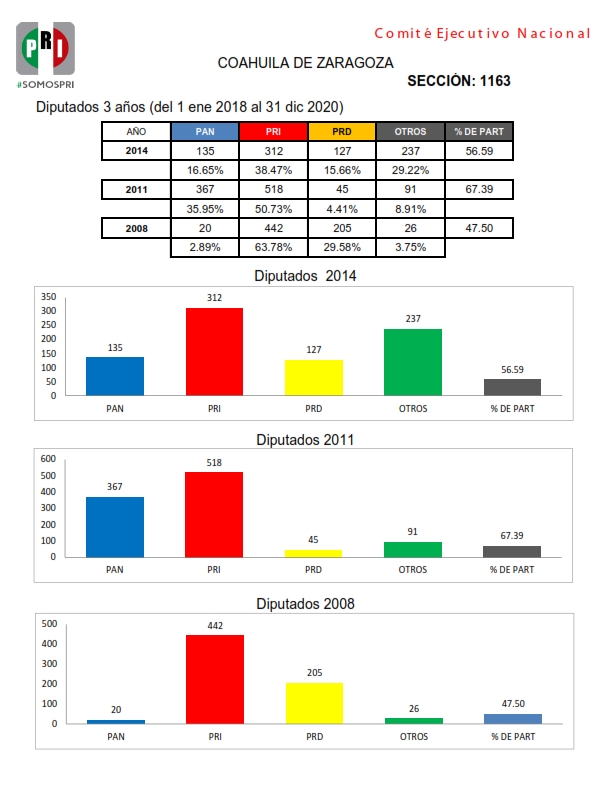 Comité Ejecutivo Nacional
PRI
#SOMOSPRI
COAHUILA DE ZARAGOZA
SECCIÓN: 1163
Diputados 3 años (del 1 ene 2018 al 31 dic 2020)
AÑO PAN PRI PRD OTROS % DE PART
2014 135 312 127 237 56.59
16.65% 38.47% 15.66% 29.22%
2011 367 518 45 91 67.39
35.95% 50.73% 4.41% 8.91%
2008 20 442 205 26 47.50
2.89% 63.78% 29.58% 3.75%
Diputados 2014
350
300
250
200
150
100
50
0
135 312 127 237 56.59
PAN PRI PRD OTROS % DE PART
Diputados 2011
600
500
400
300
200
100
0
367 518 45 91 67.39
PAN PRI PRD OTROS % DE PART
Diputados 2008
500
400
300
200
100
0
20 442 205 26 47.50
PAN PRI PRD OTROS % DE PART